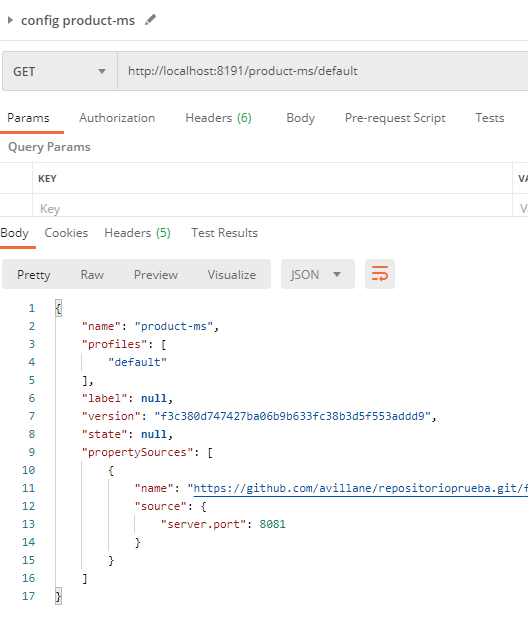 config product-ms
GET http://localhost:8191/product-ms/default
Params Authorization Headers (6) Body Pre-request Script Tests
Query Params
KEY VA
Key V
Body Cookies Headers (5) Test Results
Pretty Raw Preview Visualize JSON
1 {
2 "name": "product-ms",
3 "profiles": [
4 "default"
5 ],
6 "label": null,
7 "version": "f3c380d747427ba06b9b633fc38b3d5f553addd9",
8 "state": null,
9 "propertySources": [
10 {
11 "name": "https://github.com/avillane/repositorioprueba.git/f
12 "source": {
13 "server.port": 8081
14 }
15 }
16 ]
17 }